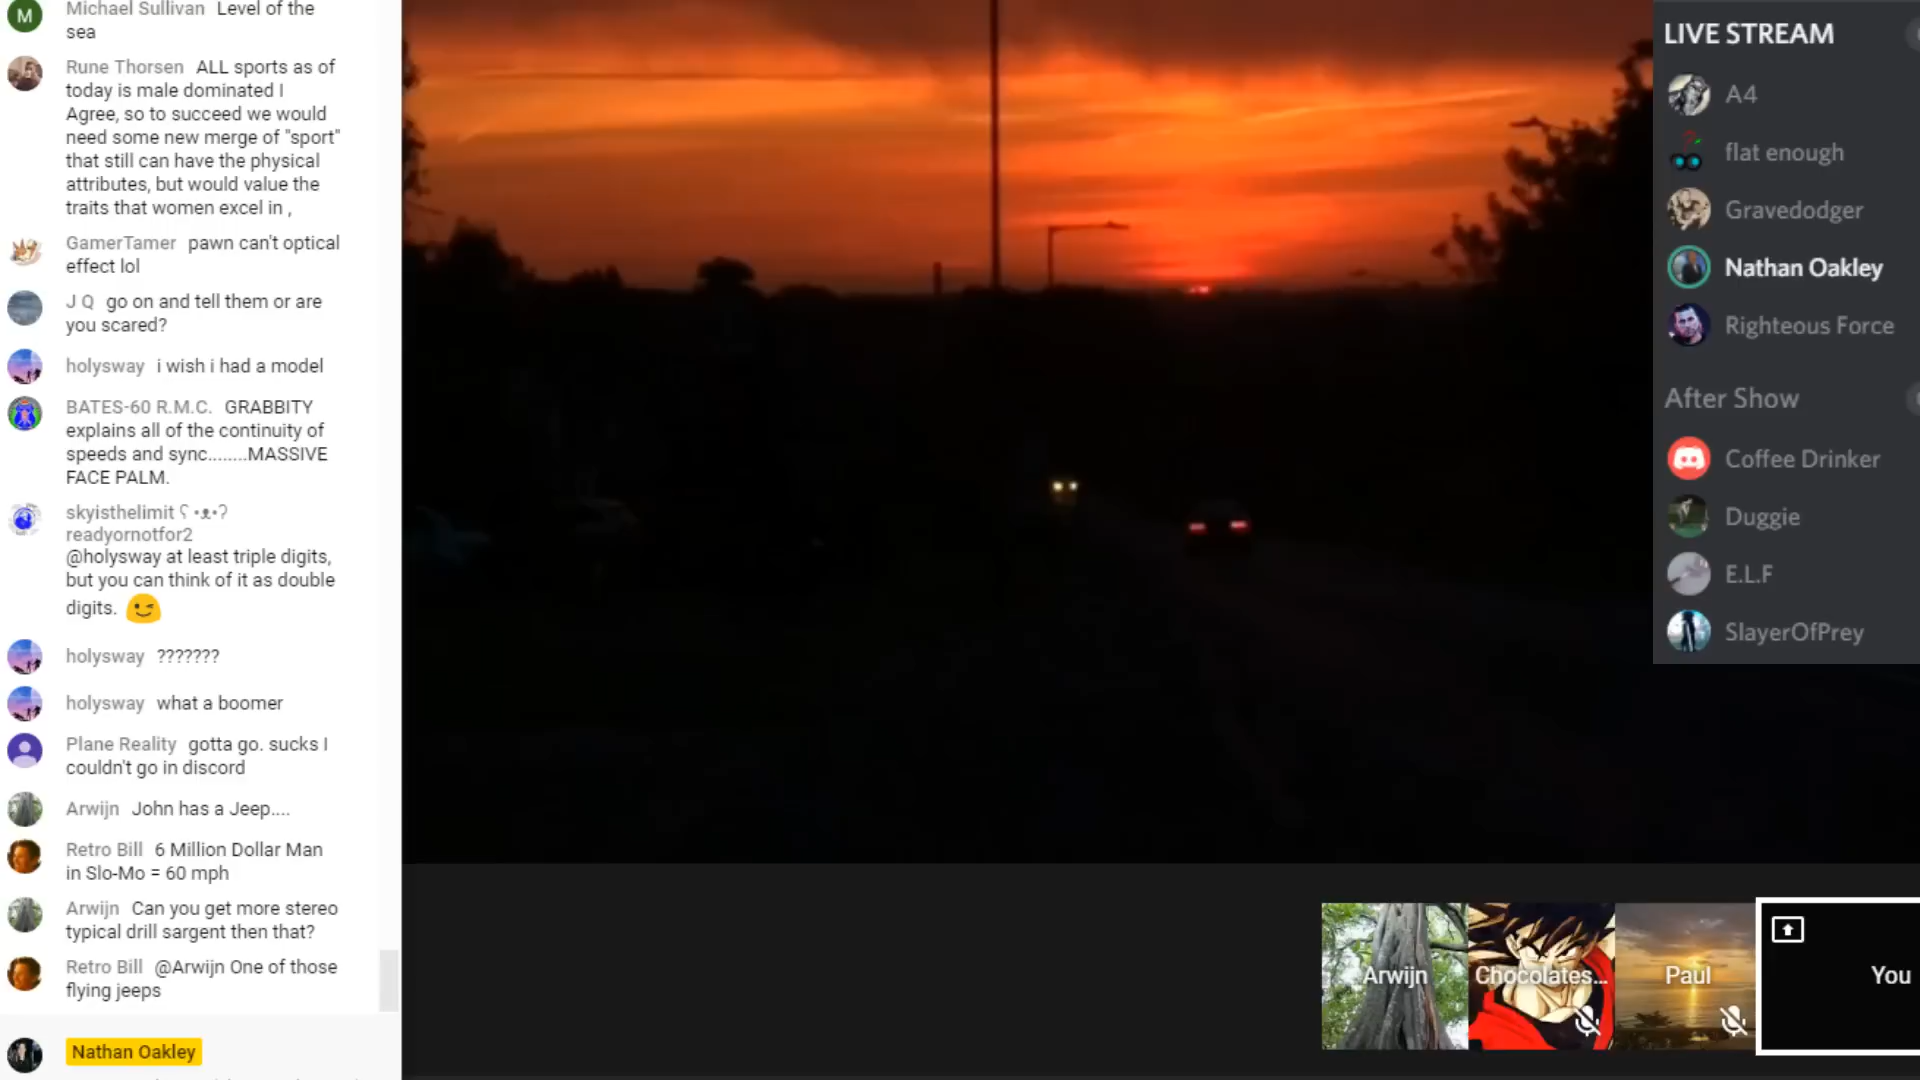 Michael Sullivan Level of the
sea
Rune Thorsen ALL sports as of
today is male dominated I
Agree, so to succeed we would
need some new merge of "sport"
that still can have the physical
attributes, but would value the
traits that women excel in ,
GamerTamer pawn can't optical
effect lol
J Q go on and tell them or are
you scared?
holysway i wish i had a model
BATES-60 R.M.C. GRABBITY
explains all of the continuity of
speeds and sync........MASSIVE
FACE PALM.
skyisthelimit ʕ •ᴥ•ʔ
readyornotfor2
@holysway at least triple digits,
but you can think of it as double
digits. 😉
holysway ???????
holysway what a boomer
Plane Reality gotta go. sucks I
couldn't go in discord
Arwijn John has a Jeep....
Retro Bill 6 Million Dollar Man
in Slo-Mo = 60 mph
Arwijn Can you get more stereo
typical drill sargent then that?
Retro Bill @Arwijn One of those
flying jeeps
Nathan Oakley
M
LIVE STREAM
A4
flat enough
Gravedodger
Nathan Oakley
Righteous Force
After Show
Coffee Drinker
Duggie
E.L.F
SlayerOfPrey
Arwijn
Chocolates...
Paul
You